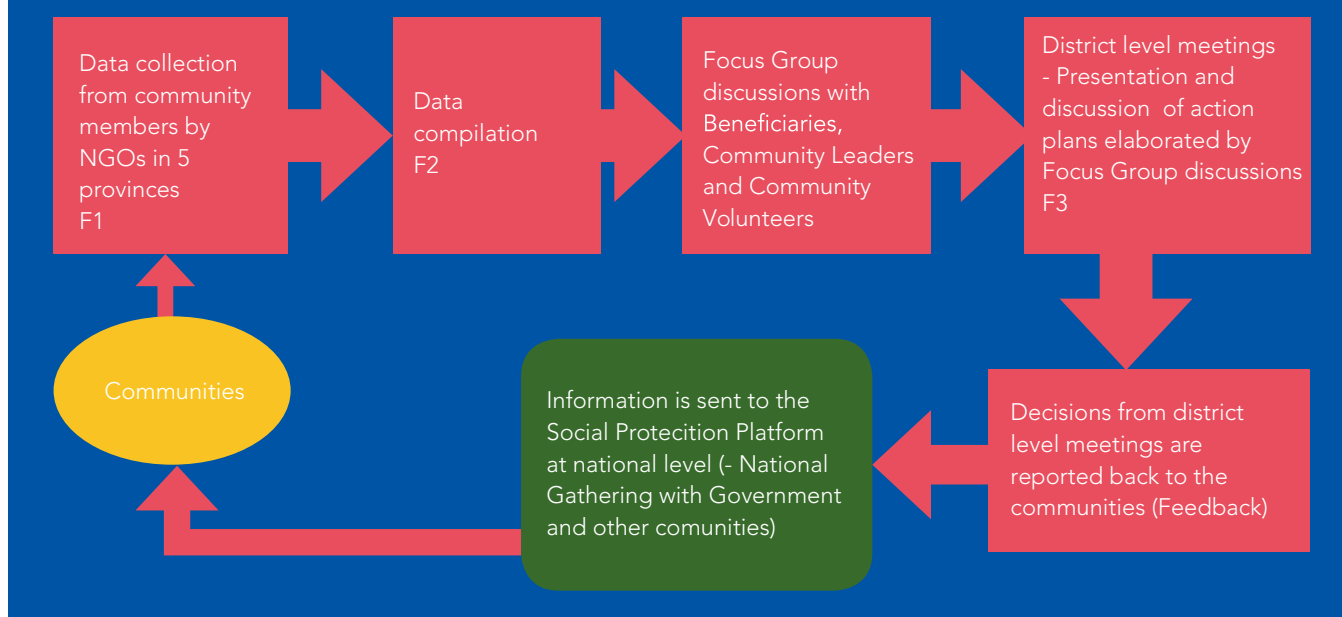 Data collection
from community
members by
NGOs in 5
provinces
F1
Data
compilation
F2
Focus Group
discussions with
Beneficiaries,
Community Leaders
and Community
Volunteers
District level meetings
- Presentation and
discussion of action
plans elaborated by
Focus Group discussions
F3
Decisions from district
level meetings are
reported back to the
communities (Feedback)
Information is sent to the
Social Protecition Platform
at national level (- National
Gathering with Government
and other comunities)
Communities